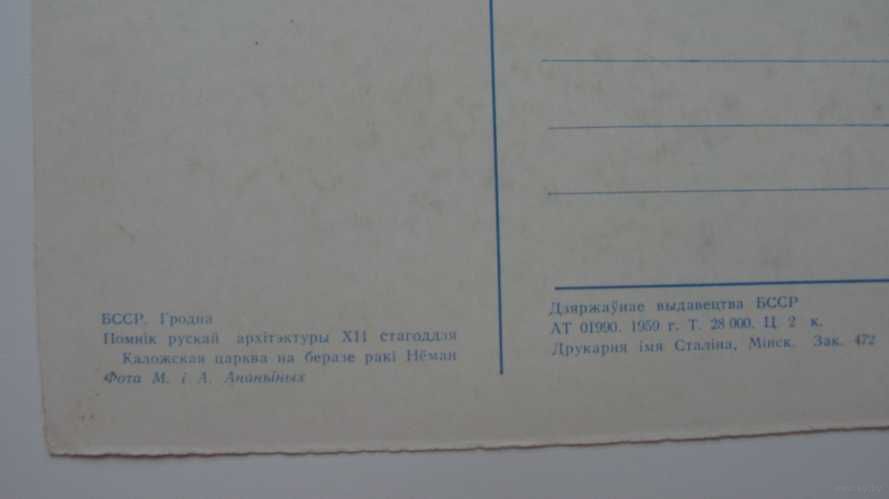 БССР. Гродна
Помнік рускай архітэктуры XII стагоддзя
Каложская царква на беразе ракі Нёман
Фота М. і А. Ананьіных
Дзяржаўнае выдавецтва БССР
АТ 01990. 1959 г. Т. 28 000. Ц. 2 к.
Друкарня імя Сталіна, Мінск. Зак. 472